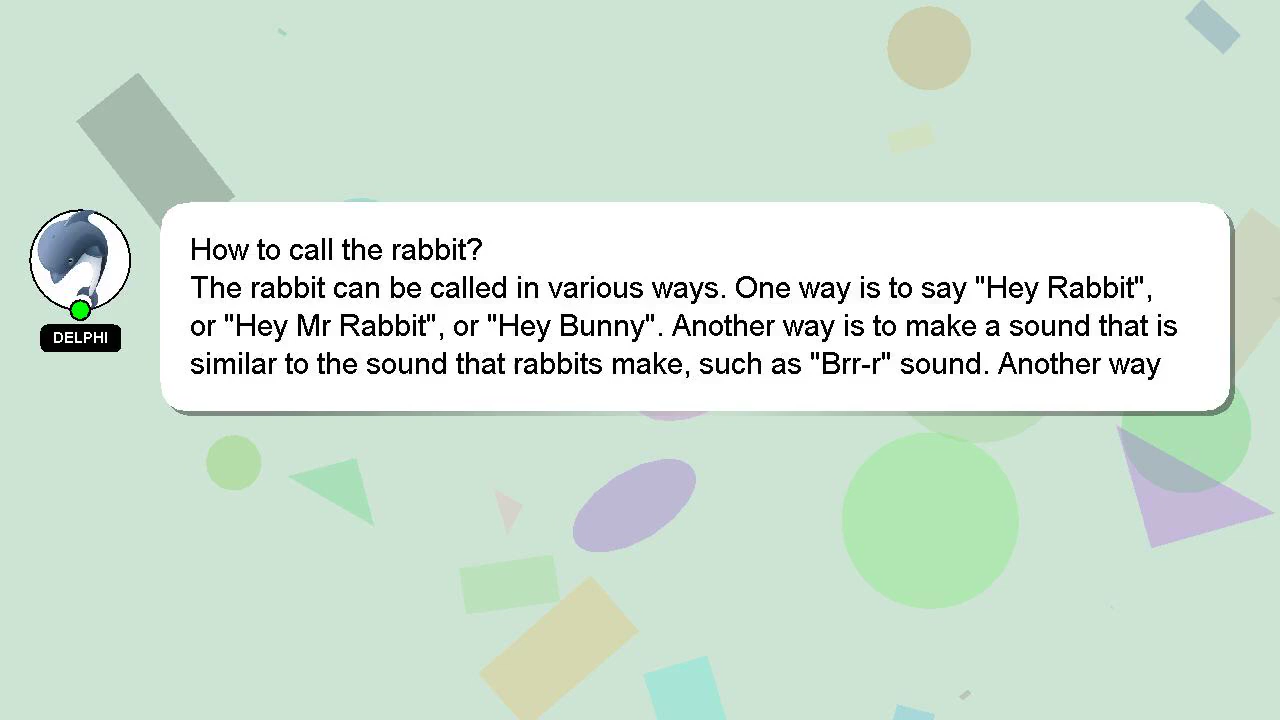 How to call the rabbit?
The rabbit can be called in various ways. One way is to say "Hey Rabbit",
or "Hey Mr Rabbit", or "Hey Bunny". Another way is to make a sound that is
similar to the sound that rabbits make, such as "Brr-r" sound. Another way
DELPHI